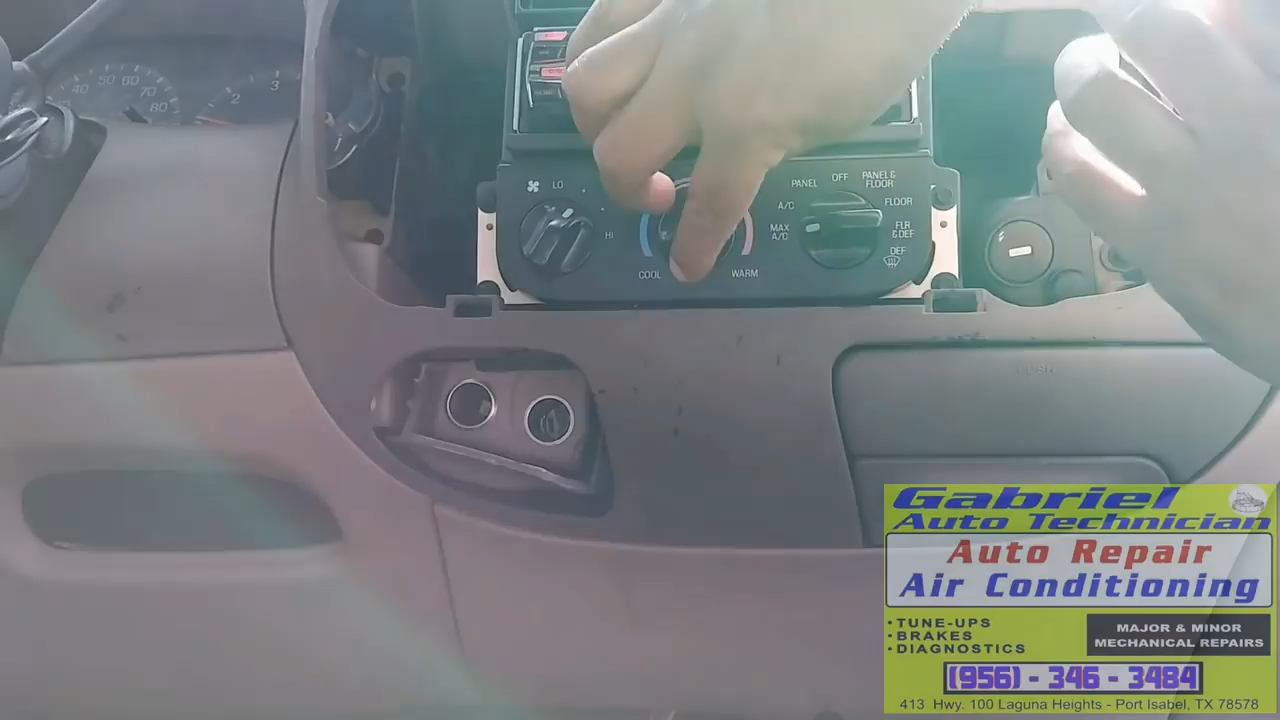 40 50 60
70
80
2 3
LO
HI
COOL
WARM
OFF
PANEL
PANEL &
FLOOR
A/C
FLOOR
MAX
A/C
FLR
& DEF
DEF
PUSH
Gabriel
Auto Technician
Auto Repair
Air Conditioning
• TUNE-UPS
• BRAKES
• DIAGNOSTICS
MAJOR & MINOR
MECHANICAL REPAIRS
(956) - 346 - 3484
413 Hwy. 100 Laguna Heights - Port Isabel, TX 78578